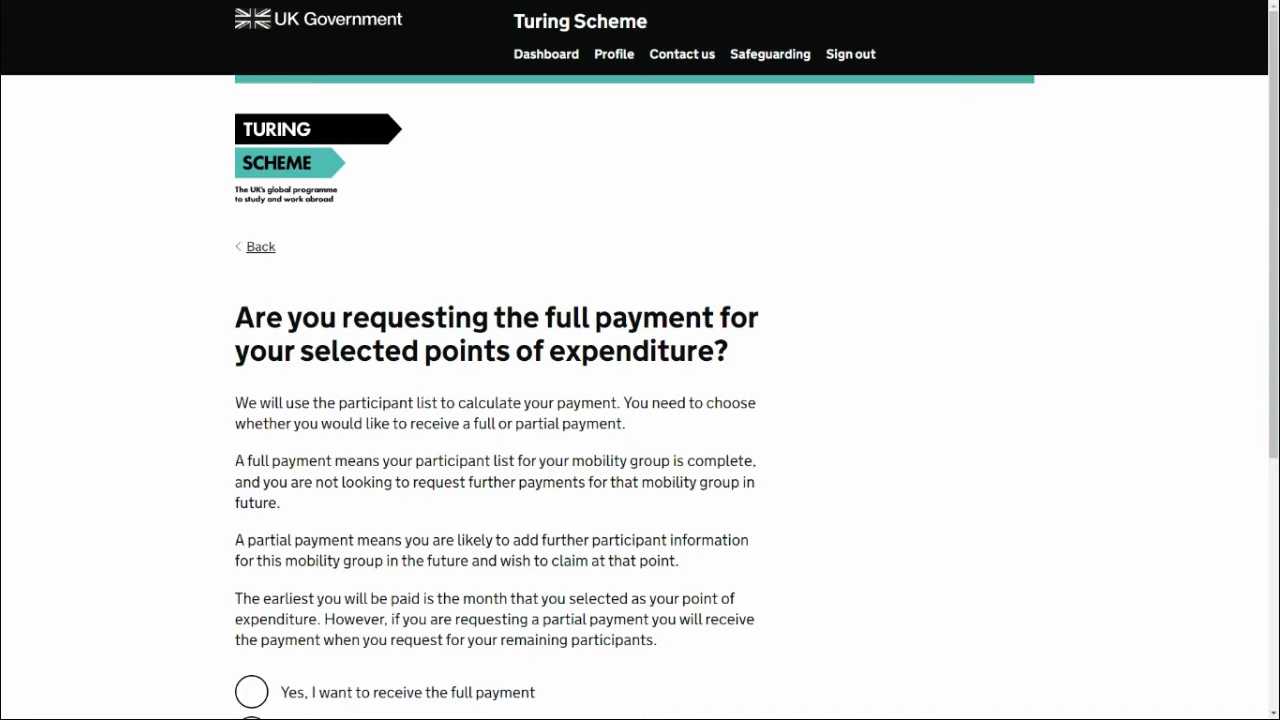 UK Government
Turing Scheme
Dashboard Profile Contact us Safeguarding Sign out
TURING
SCHEME
The UK's global programme
to study and work abroad
Back
Are you requesting the full payment for
your selected points of expenditure?
We will use the participant list to calculate your payment. You need to choose
whether you would like to receive a full or partial payment.
A full payment means your participant list for your mobility group is complete,
and you are not looking to request further payments for that mobility group in
future.
A partial payment means you are likely to add further participant information
for this mobility group in the future and wish to claim at that point.
The earliest you will be paid is the month that you selected as your point of
expenditure. However, if you are requesting a partial payment you will receive
the payment when you request for your remaining participants.
Yes, I want to receive the full payment